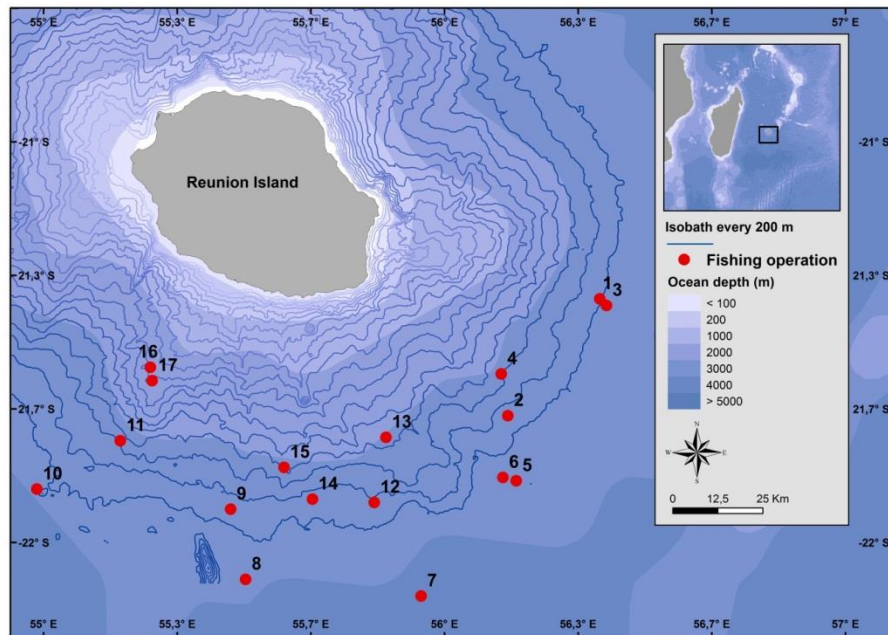 55° E 55,3° E 55,7° E 56° E 56,3° E 56,7° E 57° E
-21° S -21° S
Reunion Island
Isobath every 200 m
Fishing operation
21,3° S 21,3° S
1 3
Ocean depth (m)
< 100
200
1000
2000
3000
4000
> 5000
16
17
4
2
21,7° S 21,7° S
11
13
15
6 5
10
9
14
12
N
W E
S
0 12,5 25 Km
-22° S -22° S
8
7
55° E 55,3° E 55,7° E 56° E 56,3° E 56,7° E 57° E